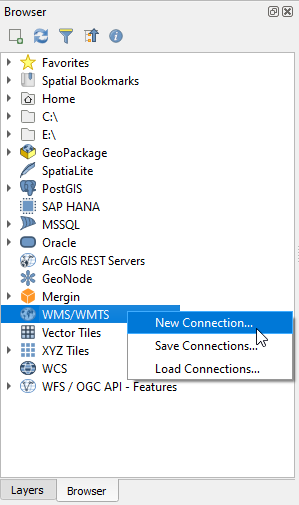 Browser
Favorites
Spatial Bookmarks
Home
C:\
E:\
GeoPackage
SpatiaLite
PostGIS
SAP HANA
MSSQL
Oracle
ArcGIS REST Servers
GeoNode
Mergin
WMS/WMTS
New Connection...
Vector Tiles
Save Connections...
XYZ Tiles
WCS
Load Connections...
WFS / OGC API - Features
Layers Browser